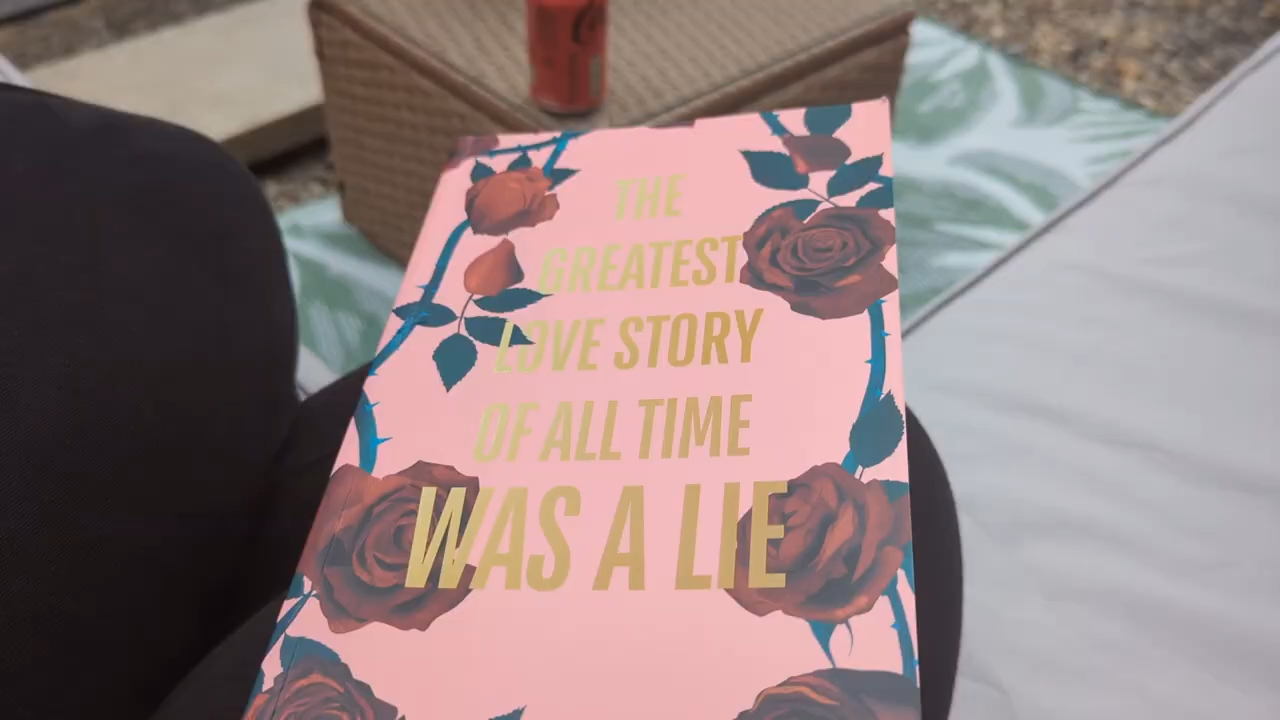 THE
GREATEST
LOVE STORY
OF ALL TIME
WAS A LIE